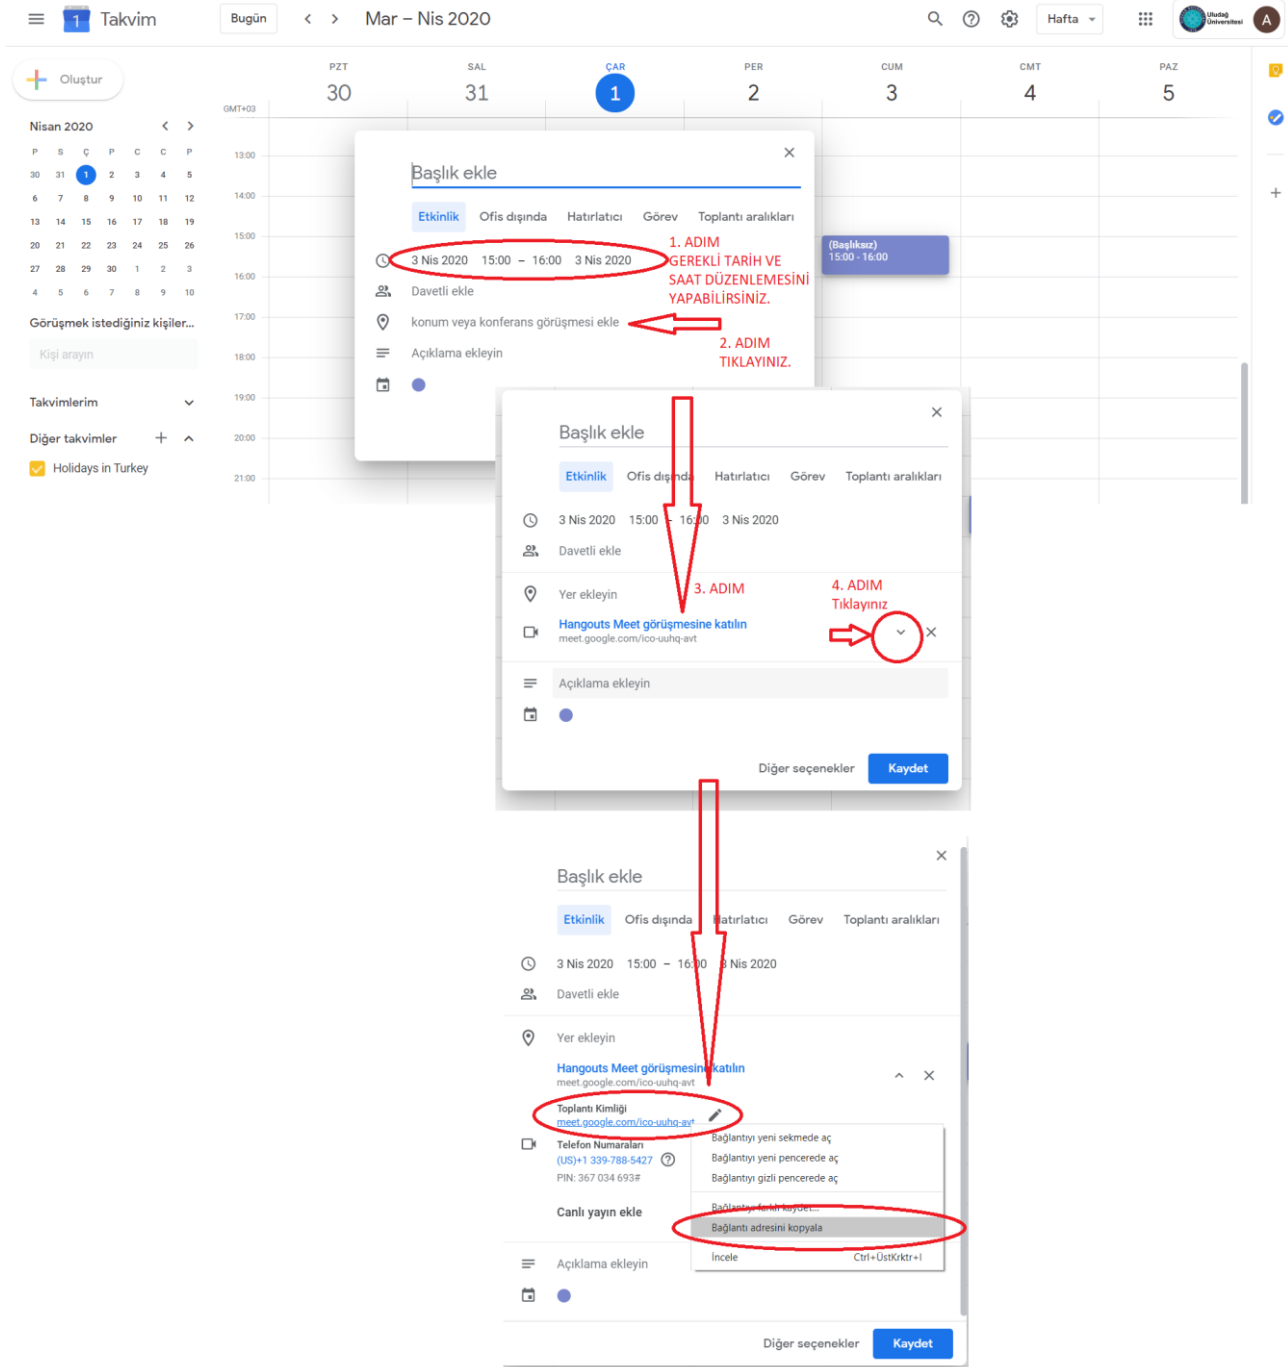 1 Takvim Bugün Mar – Nis 2020 Hafta Uludağ Üniversitesi A
Oluştur
GMT+03
PZT SAL ÇAR PER CUM CMT PAZ
30 31 1 2 3 4 5
Nisan 2020
P S Ç P C C P
30 31 1 2 3 4 5
6 7 8 9 10 11 12
13 14 15 16 17 18 19
20 21 22 23 24 25 26
27 28 29 30 1 2 3
4 5 6 7 8 9 10
Görüşmek istediğiniz kişiler...
Kişi arayın
Takvimlerim
Diğer takvimler
Holidays in Turkey
13:00
14:00
15:00
16:00
17:00
18:00
19:00
20:00
21:00
(Başlıksız)
15:00 - 16:00
Başlık ekle
Etkinlik Ofis dışında Hatırlatıcı Görev Toplantı aralıkları
3 Nis 2020 15:00 – 16:00 3 Nis 2020
1. ADIM
GEREKLİ TARİH VE
SAAT DÜZENLEMESİNİ
YAPABİLİRSİNİZ.
Davetli ekle
konum veya konferans görüşmesi ekle
2. ADIM
TIKLAYINIZ.
Açıklama ekleyin
Başlık ekle
Etkinlik Ofis dışında Hatırlatıcı Görev Toplantı aralıkları
3 Nis 2020 15:00 – 16:00 3 Nis 2020
Davetli ekle
Yer ekleyin
3. ADIM
4. ADIM
Tıklayınız
Hangouts Meet görüşmesine katılın
meet.google.com/ico-uuhq-avt
Açıklama ekleyin
Diğer seçenekler Kaydet
Başlık ekle
Etkinlik Ofis dışında Hatırlatıcı Görev Toplantı aralıkları
3 Nis 2020 15:00 – 16:00 3 Nis 2020
Davetli ekle
Yer ekleyin
Hangouts Meet görüşmesine katılın
meet.google.com/ico-uuhq-avt
Toplantı Kimliği
meet.google.com/ico-uuhq-avt
Telefon Numaraları
(US)+1 339-788-5427
PIN: 367 034 693#
Canlı yayın ekle
Bağlantıyı yeni sekmede aç
Bağlantıyı yeni pencerede aç
Bağlantıyı gizli pencerede aç
Bağlantıyı farklı kaydet...
Bağlantı adresini kopyala
İncele Ctrl+ÜstKrktr+I
Açıklama ekleyin
Diğer seçenekler Kaydet